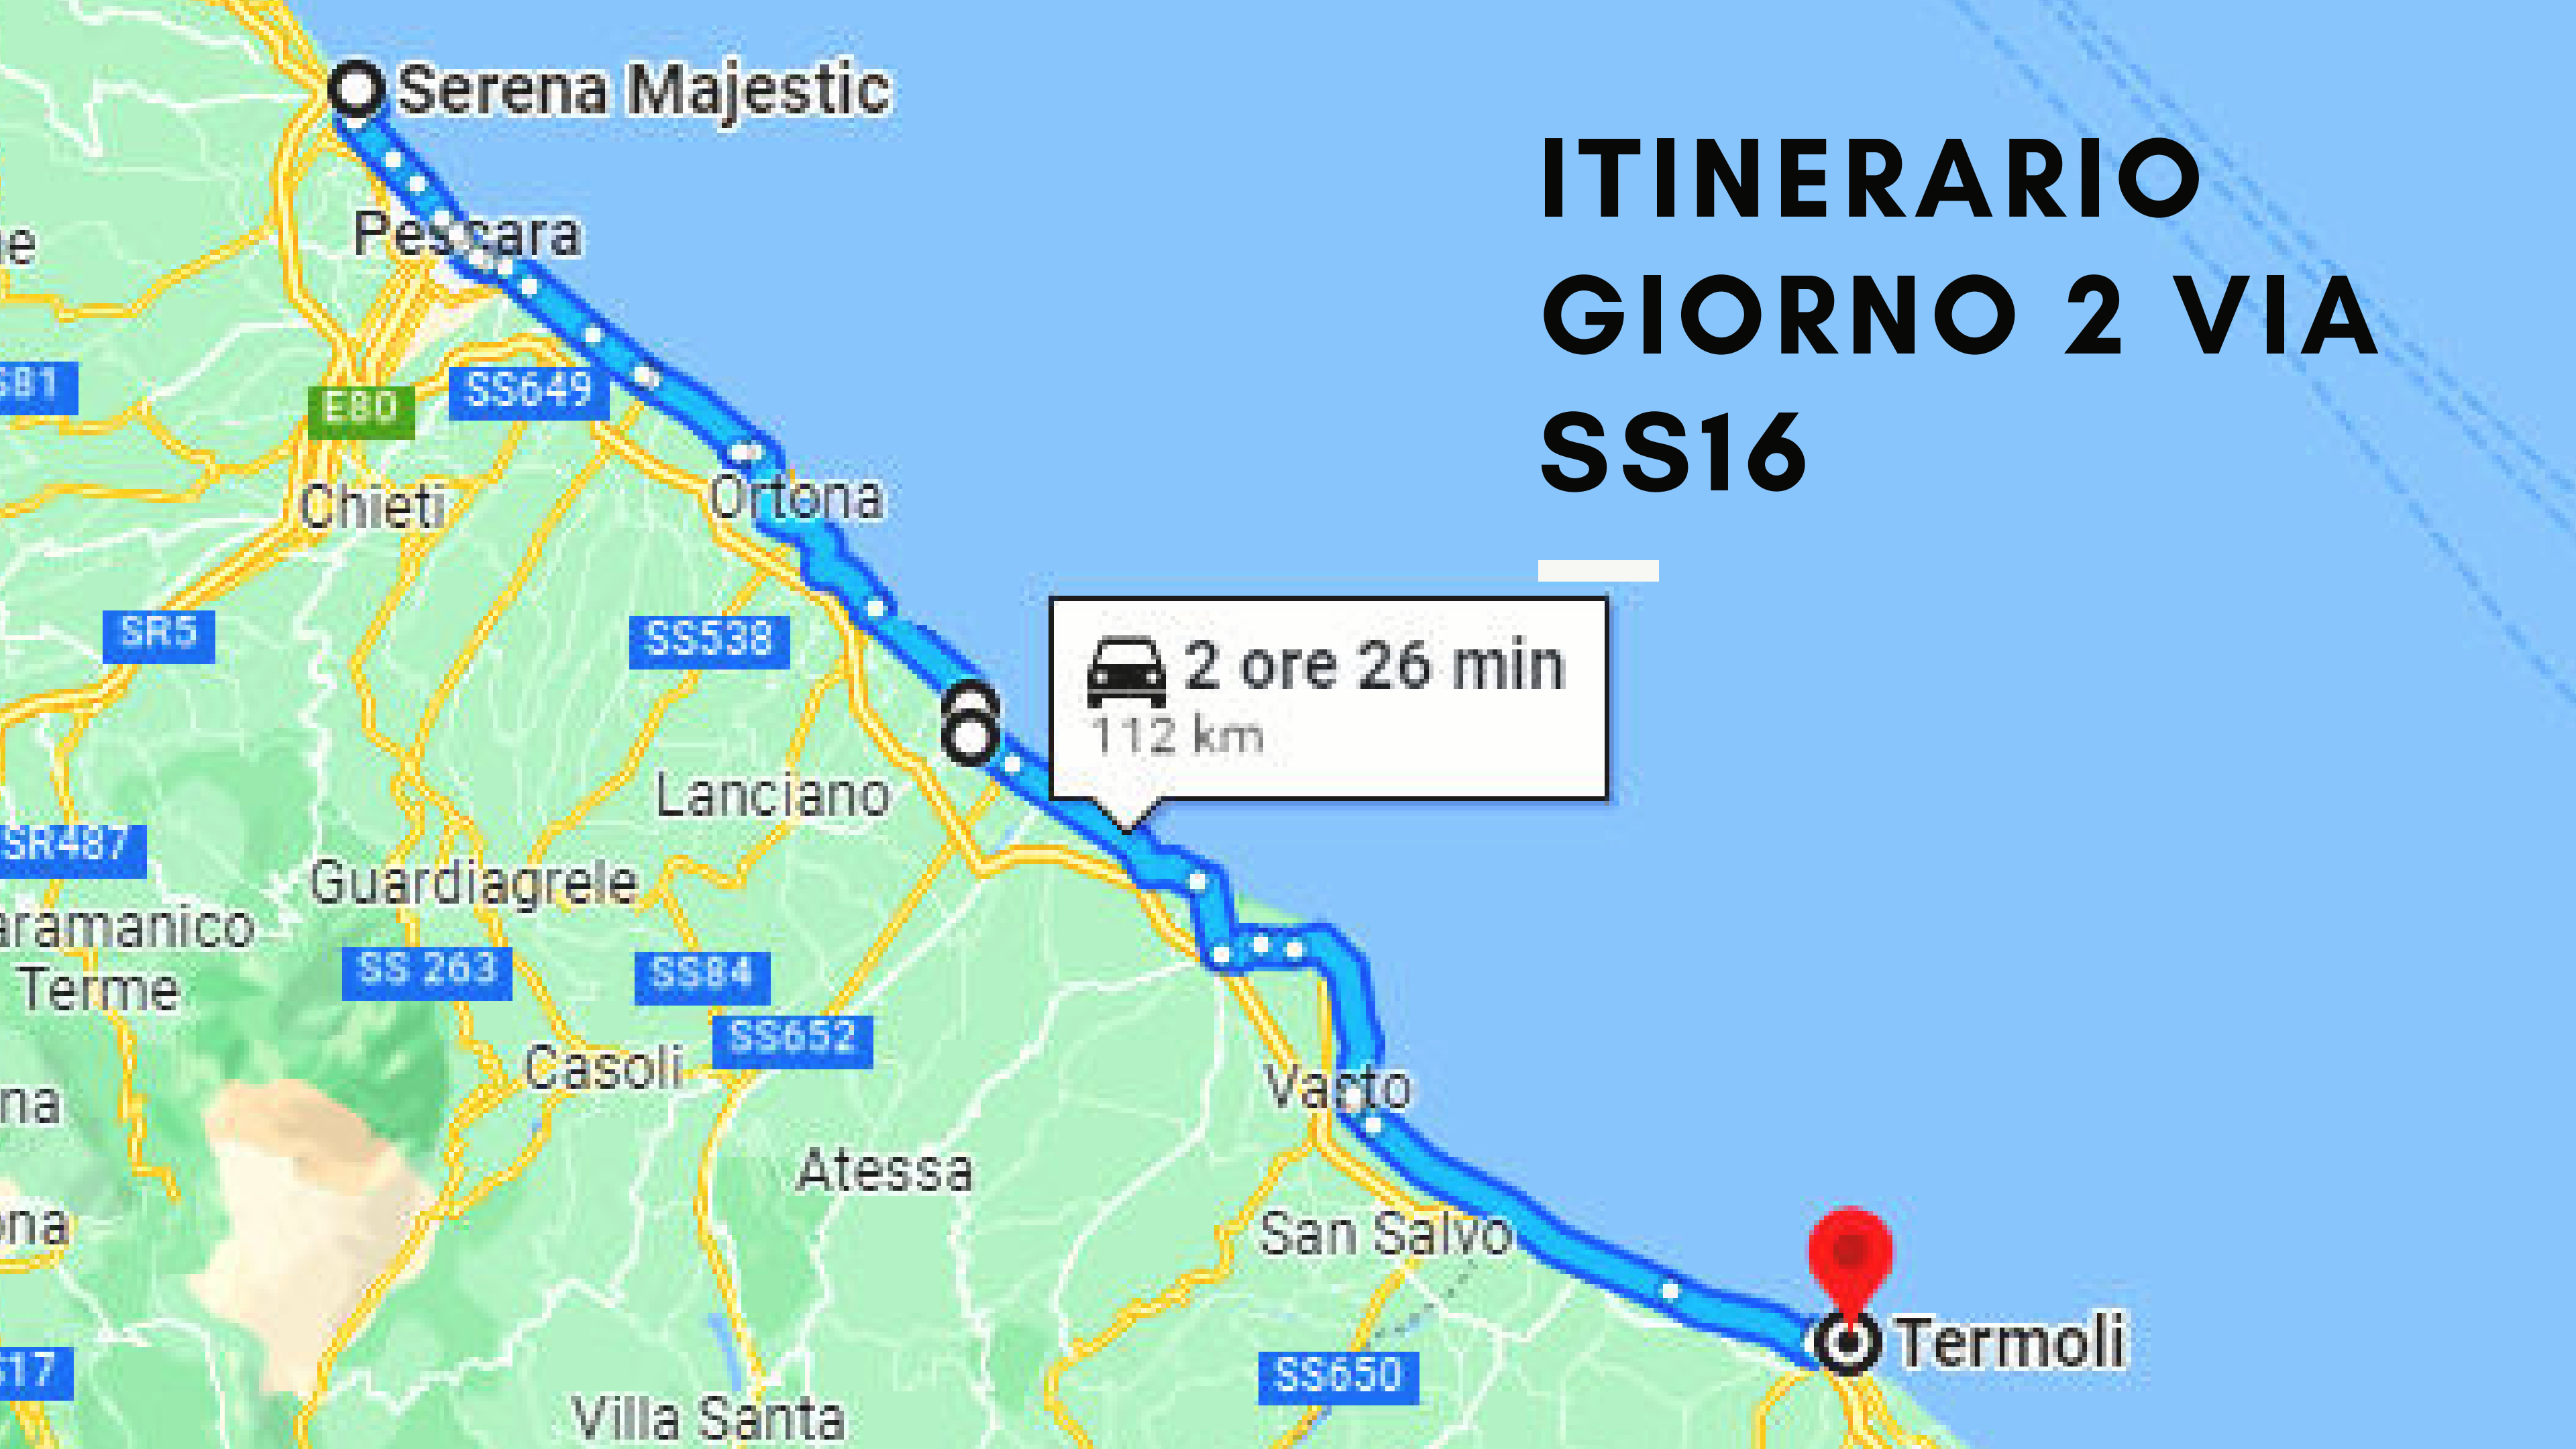 Serena Majestic
ITINERARIO
GIORNO 2 VIA
SS16
Pescara
SS649
E80
Ortona
Chieti
SR5
SS538
2 ore 26 min
112 km
Lanciano
SR487
Guardiagrele
aramanico
Terme
SS 263
SS84
SS652
Casoli
Vasto
Atessa
San Salvo
Termoli
SS650
Villa Santa